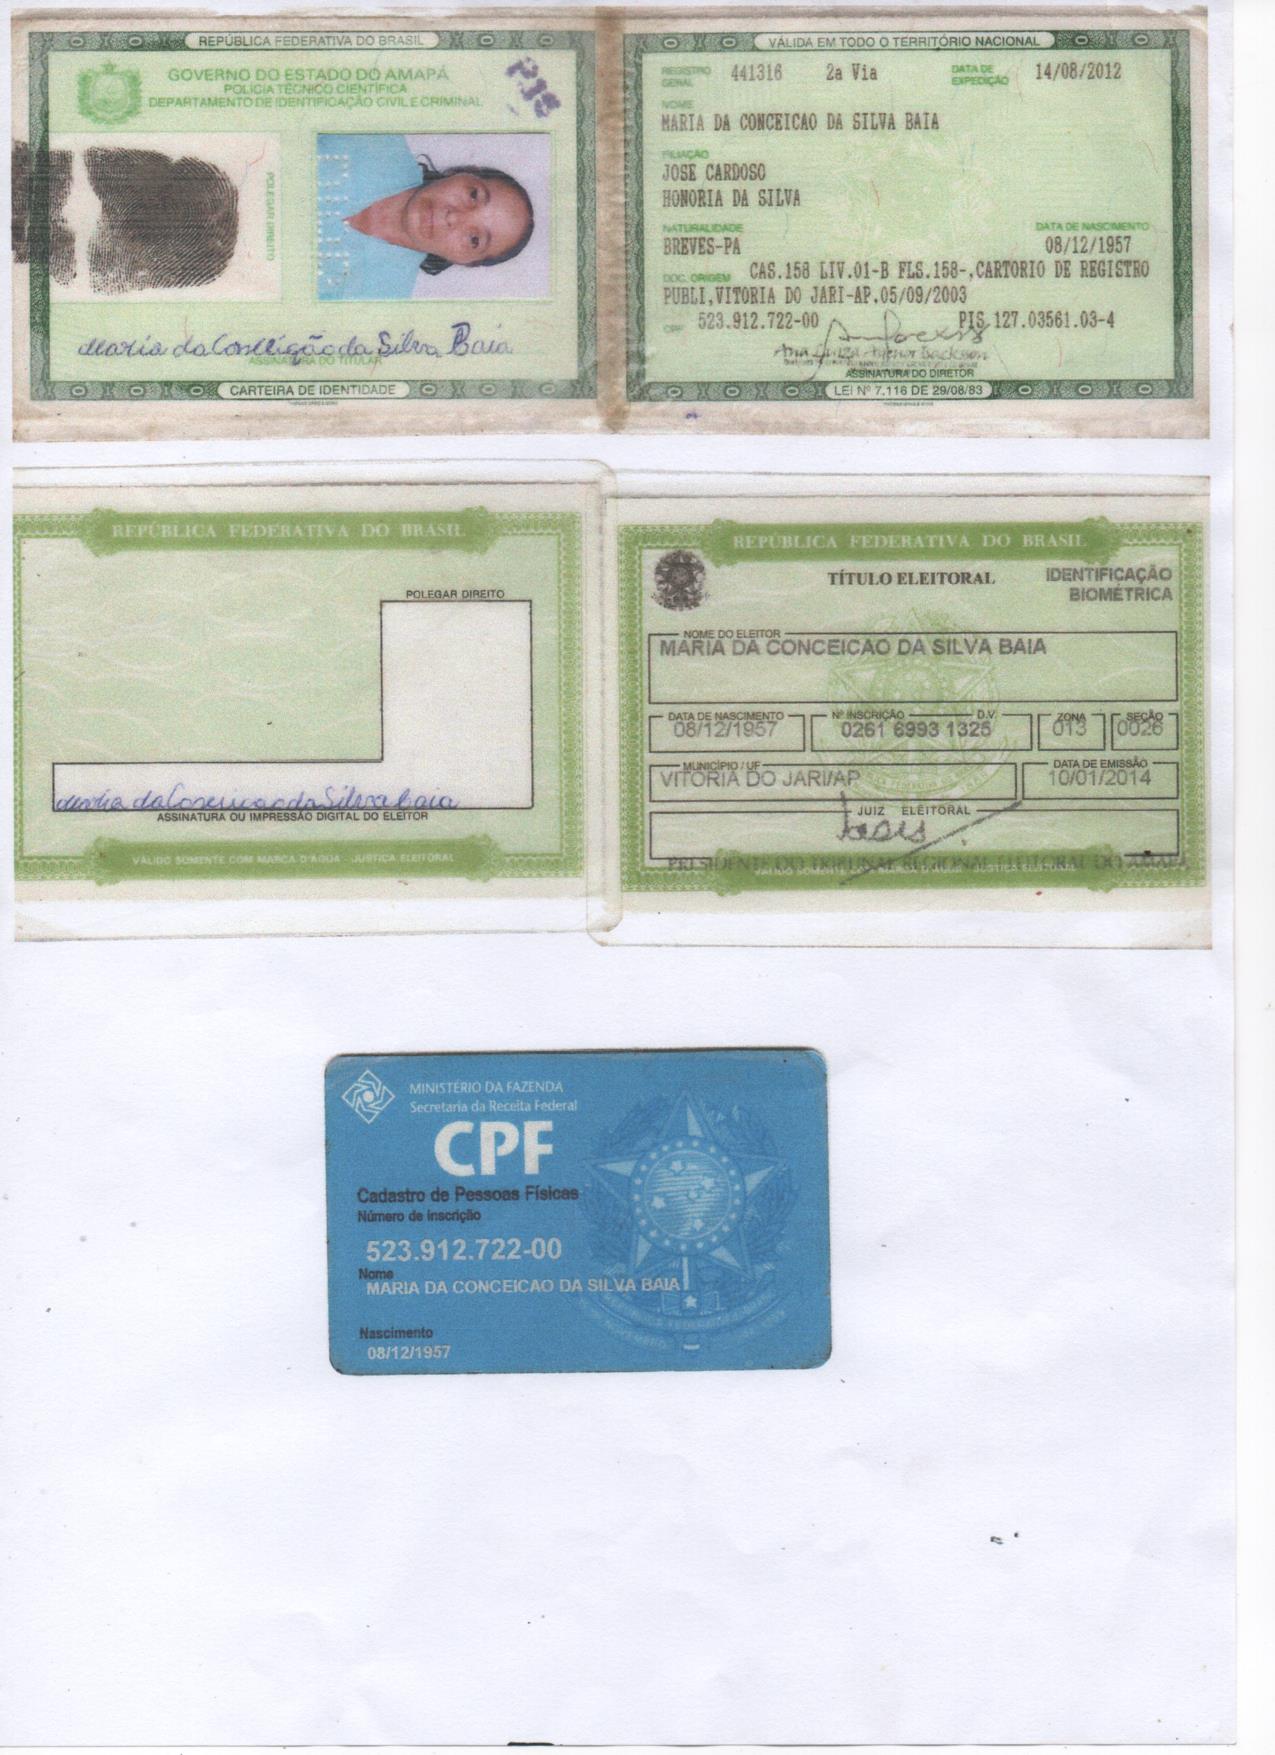 REPÚBLICA FEDERATIVA DO BRASIL
GOVERNO DO ESTADO DO AMAPÁ
POLÍCIA TÉCNICO CIENTÍFICA
DEPARTAMENTO DE IDENTIFICAÇÃO CIVIL E CRIMINAL
POLEGAR DIREITO
Maria da Conceição da Silva Baia
ASSINATURA DO TITULAR
CARTEIRA DE IDENTIDADE
VÁLIDA EM TODO O TERRITÓRIO NACIONAL
REGISTRO GERAL 441316 2a Via DATA DE EXPEDIÇÃO 14/08/2012
NOME
MARIA DA CONCEICAO DA SILVA BAIA
FILIAÇÃO
JOSE CARDOSO
HONORIA DA SILVA
NATURALIDADE DATA DE NASCIMENTO
BREVES-PA 08/12/1957
DOC. ORIGEM CAS.158 LIV.01-B FLS.158-,CARTORIO DE REGISTRO
PUBLI,VITORIA DO JARI-AP.05/09/2003
CPF 523.912.722-00 PIS 127.03561.03-4
ASSINATURA DO DIRETOR
LEI Nº 7.116 DE 29/08/83
REPÚBLICA FEDERATIVA DO BRASIL
POLEGAR DIREITO
Maria da Conceicao da Silva baia
ASSINATURA OU IMPRESSÃO DIGITAL DO ELEITOR
VÁLIDO SOMENTE COM MARCA D'ÁGUA - JUSTIÇA ELEITORAL
REPÚBLICA FEDERATIVA DO BRASIL
TÍTULO ELEITORAL
IDENTIFICAÇÃO
BIOMÉTRICA
NOME DO ELEITOR
MARIA DA CONCEICAO DA SILVA BAIA
DATA DE NASCIMENTO Nº INSCRIÇÃO D.V. ZONA SEÇÃO
08/12/1957 0261 6993 1325 013 0026
MUNICÍPIO / UF DATA DE EMISSÃO
VITORIA DO JARI/AP 10/01/2014
JUIZ ELEITORAL
PRESIDENTE DO TRIBUNAL REGIONAL ELEITORAL DO AMAPÁ
VÁLIDO SOMENTE COM MARCA D'ÁGUA - JUSTIÇA ELEITORAL
MINISTÉRIO DA FAZENDA
Secretaria da Receita Federal
CPF
Cadastro de Pessoas Físicas
Número de inscrição
523.912.722-00
Nome
MARIA DA CONCEICAO DA SILVA BAIA
Nascimento
08/12/1957